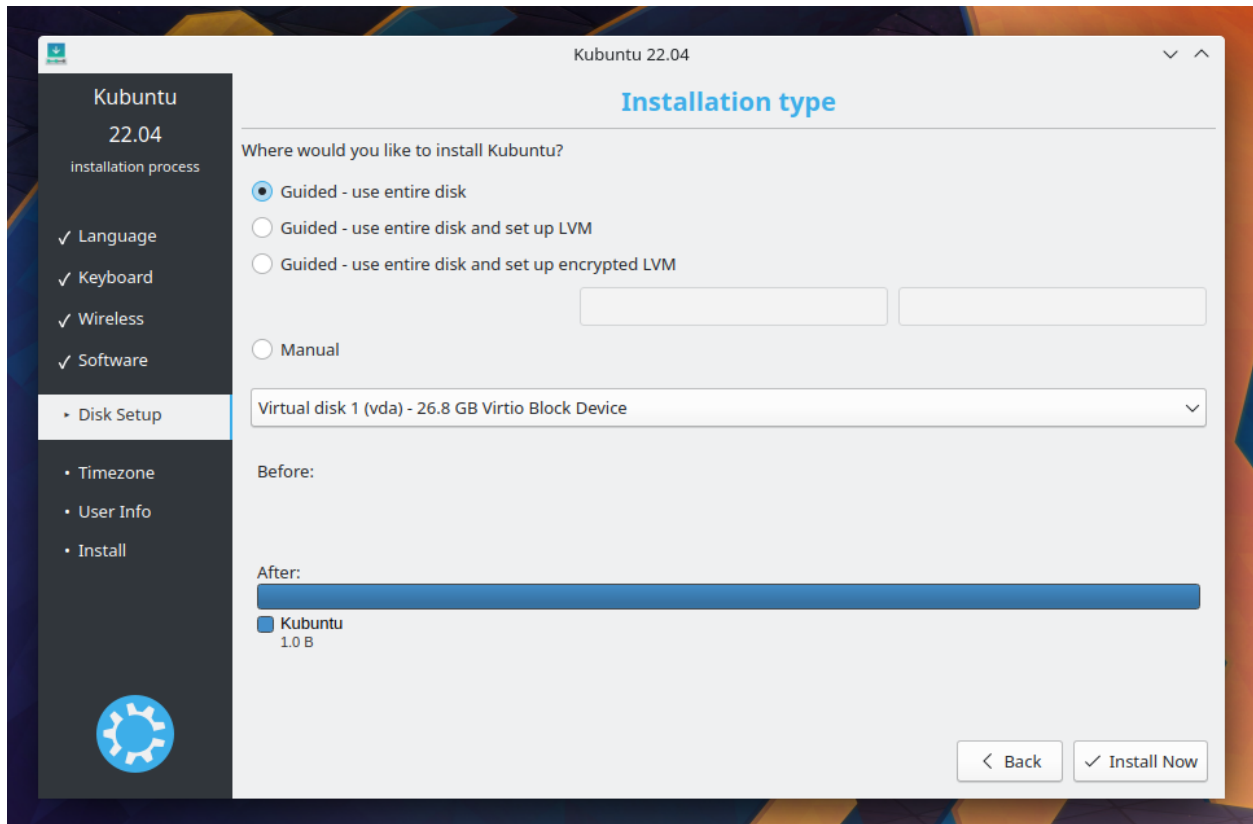 Kubuntu 22.04
Kubuntu
22.04
installation process
✓ Language
✓ Keyboard
✓ Wireless
✓ Software
‣ Disk Setup
• Timezone
• User Info
• Install
Installation type
Where would you like to install Kubuntu?
Guided - use entire disk
Guided - use entire disk and set up LVM
Guided - use entire disk and set up encrypted LVM
Manual
Virtual disk 1 (vda) - 26.8 GB Virtio Block Device
Before:
After:
Kubuntu
1.0 B
Back
Install Now